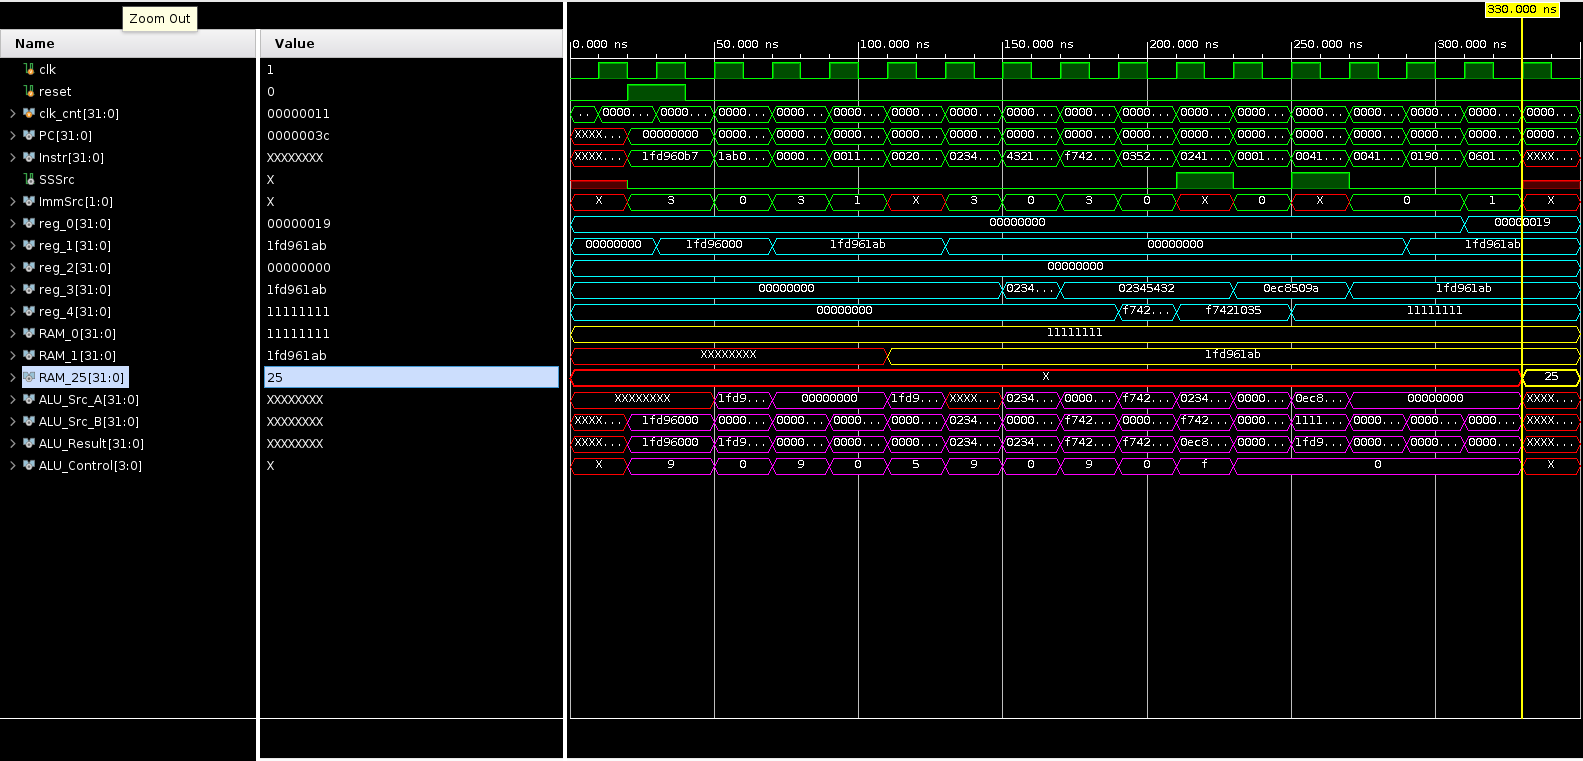 Zoom Out
330.000 ns
Name Value
0.000 ns 50.000 ns 100.000 ns 150.000 ns 200.000 ns 250.000 ns 300.000 ns
clk 1
reset 0
clk_cnt[31:0] 00000011 ... 0000... 0000... 0000... 0000... 0000... 0000... 0000... 0000... 0000... 0000... 0000... 0000... 0000... 0000... 0000... 0000... 0000...
PC[31:0] 0000003c XXXX... 00000000 0000... 0000... 0000... 0000... 0000... 0000... 0000... 0000... 0000... 0000... 0000... 0000... 0000... 0000... 0000...
Instr[31:0] XXXXXXXX XXXX... 1fd960b7 1ab0... 0000... 0011... 0020... 0234... 4321... f742... 0352... 0241... 0001... 0041... 0041... 0190... 0601... XXXX...
SSSrc X
ImmSrc[1:0] X X 3 0 3 1 X 3 0 3 0 X 0 X 0 1 X
reg_0[31:0] 00000019 00000000 00000019
reg_1[31:0] 1fd961ab 00000000 1fd96000 1fd961ab 00000000 1fd961ab
reg_2[31:0] 00000000 00000000
reg_3[31:0] 1fd961ab 00000000 0234... 02345432 0ec8509a 1fd961ab
reg_4[31:0] 11111111 00000000 f742... f7421035 11111111
RAM_0[31:0] 11111111 11111111
RAM_1[31:0] 1fd961ab XXXXXXXX 1fd961ab
RAM_25[31:0] 25 X 25
ALU_Src_A[31:0] XXXXXXXX XXXXXXXX 1fd9... 00000000 1fd9... XXXX... 0234... 0000... f742... 0234... 0000... 0ec8... 00000000 XXXX...
ALU_Src_B[31:0] XXXXXXXX XXXX... 1fd96000 0000... 0000... 0000... 0000... 0234... 0000... f742... 0000... f742... 0000... 1111... 0000... 0000... 0000... XXXX...
ALU_Result[31:0] XXXXXXXX XXXX... 1fd96000 1fd9... 0000... 0000... 0000... 0234... 0234... f742... f742... 0ec8... 0000... 1fd9... 0000... 0000... 0000... XXXX...
ALU_Control[3:0] X X 9 0 9 0 5 9 0 9 0 f 0 X